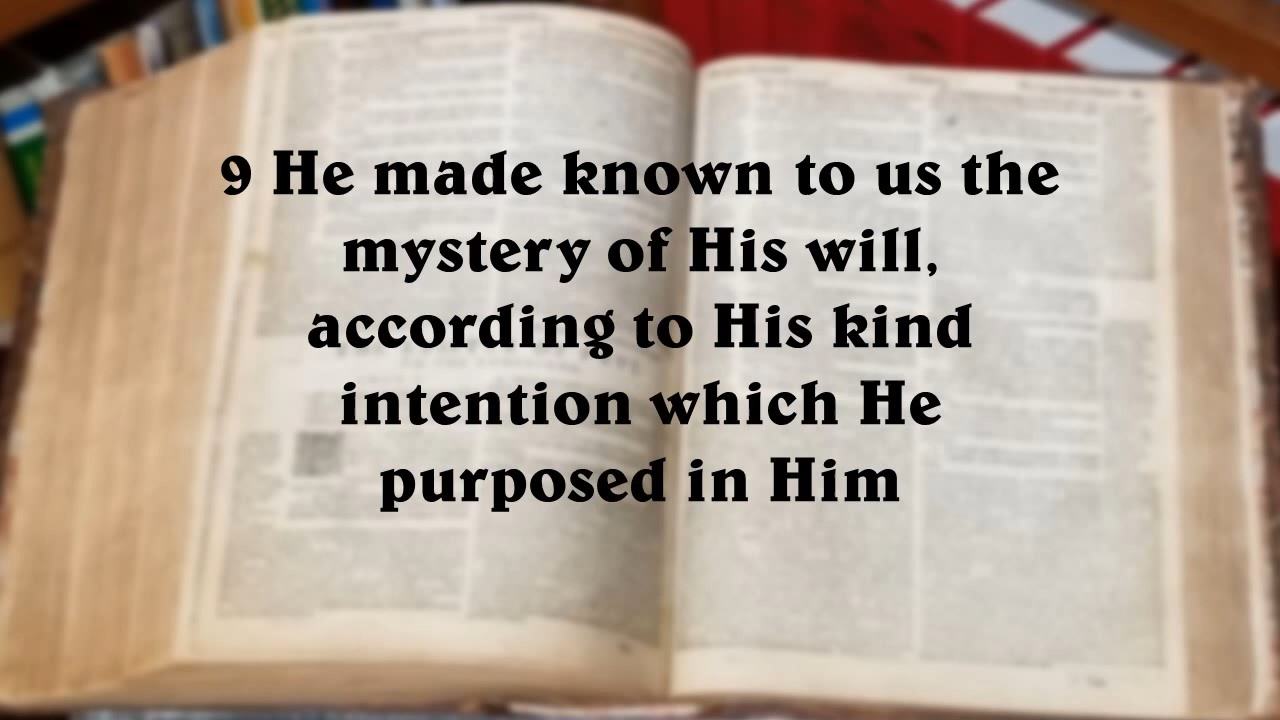 9 He made known to us the
mystery of His will,
according to His kind
intention which He
purposed in Him